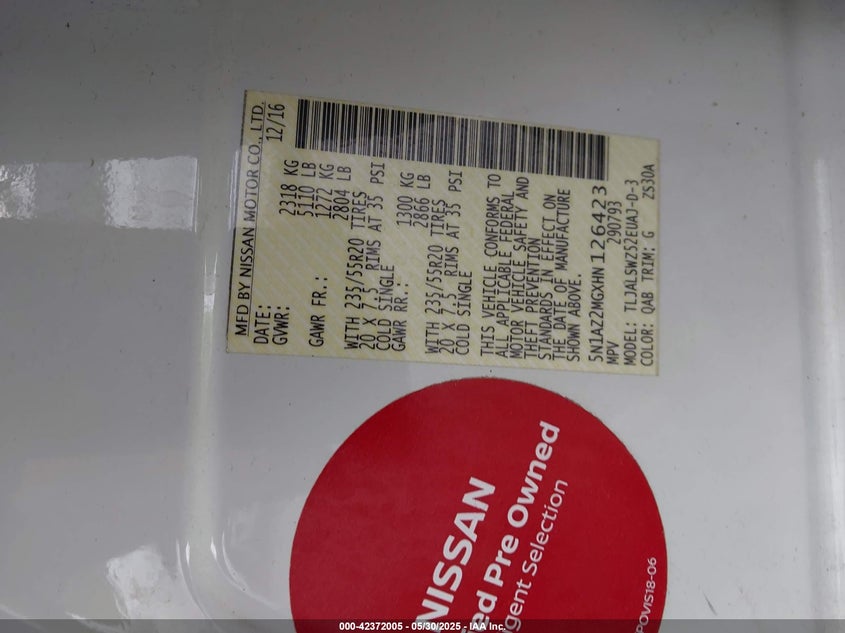 MFD BY NISSAN MOTOR CO., LTD.
DATE: 12/16
GVWR: 2318 KG
5110 LB
GAWR FR.: 1272 KG
2804 LB
WITH 235/55R20 TIRES
20 X 7.5 RIMS AT 35 PSI
COLD SINGLE
GAWR RR.: 1300 KG
2866 LB
WITH 235/55R20 TIRES
20 X 7.5 RIMS AT 35 PSI
COLD SINGLE
THIS VEHICLE CONFORMS TO
ALL APPLICABLE FEDERAL
MOTOR VEHICLE SAFETY AND
THEFT PREVENTION
STANDARDS IN EFFECT ON
THE DATE OF MANUFACTURE
SHOWN ABOVE.
5N1AZ2MGXHN126423
MPV 290793
MODEL: TLJALSWZ52EUAJ-D-3
COLOR: QAB TRIM: G ZS30A
NISSAN
ied Pre Owned
igent Selection
POVIS18-06
000-42372005 - 05/30/2025 - IAA Inc.